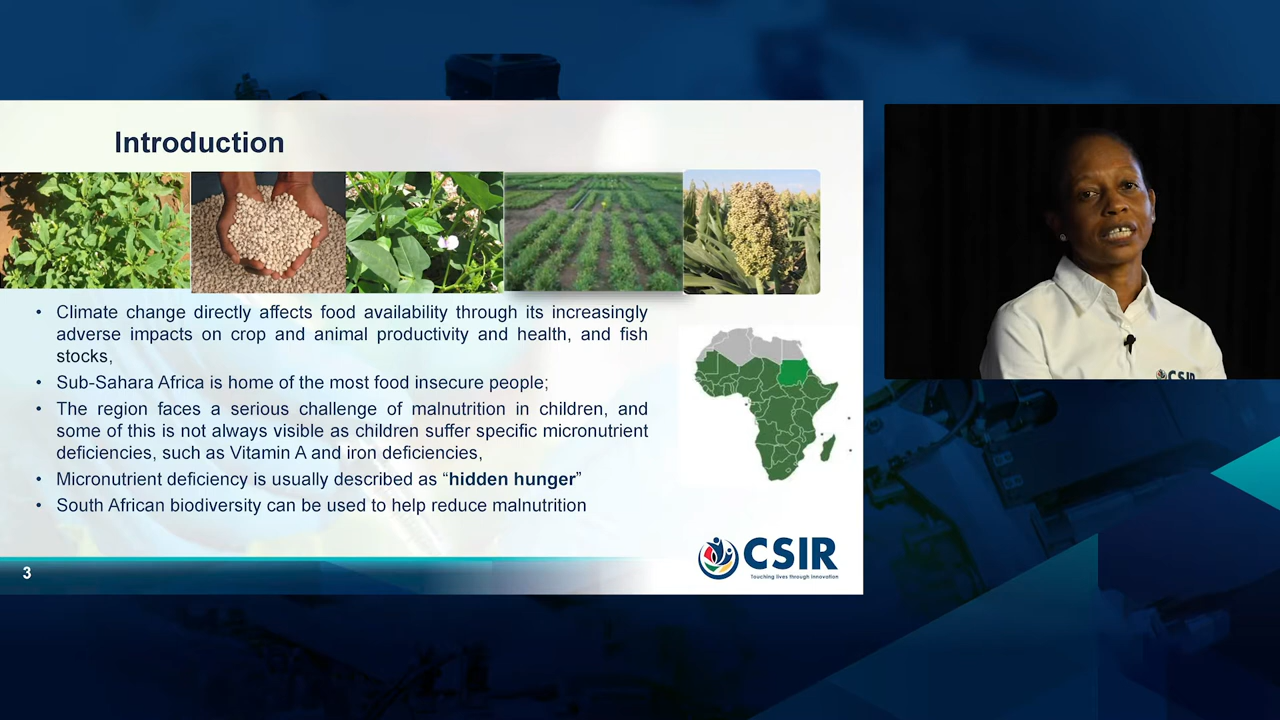 Introduction
• Climate change directly affects food availability through its increasingly
adverse impacts on crop and animal productivity and health, and fish
stocks,
• Sub-Sahara Africa is home of the most food insecure people;
• The region faces a serious challenge of malnutrition in children, and
some of this is not always visible as children suffer specific micronutrient
deficiencies, such as Vitamin A and iron deficiencies,
• Micronutrient deficiency is usually described as “hidden hunger”
• South African biodiversity can be used to help reduce malnutrition
CSIR
Touching lives through innovation
3
CSIR